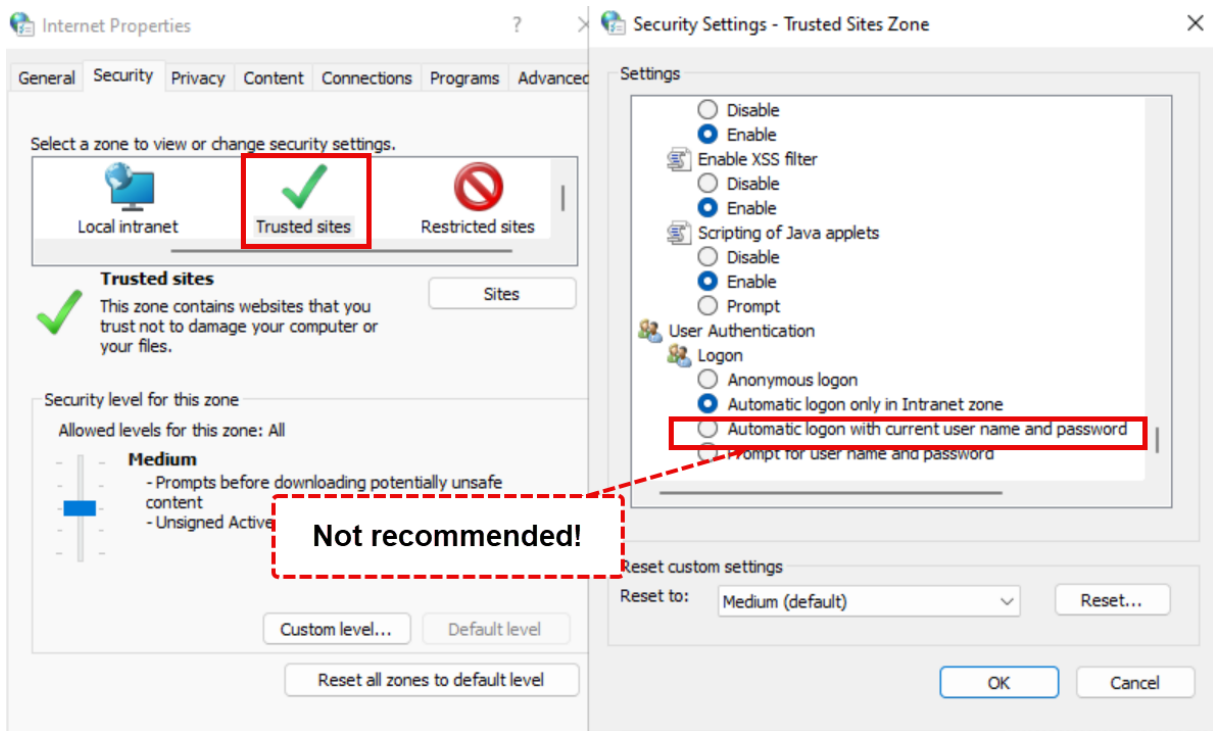 Internet Properties
?
General Security Privacy Content Connections Programs Advanced
Select a zone to view or change security settings.
Local intranet
Trusted sites
Restricted sites
Trusted sites
This zone contains websites that you
trust not to damage your computer or
your files.
Sites
Security level for this zone
Allowed levels for this zone: All
Medium
- Prompts before downloading potentially unsafe
content
- Unsigned Active
Custom level...
Default level
Reset all zones to default level
Security Settings - Trusted Sites Zone
Settings
Disable
Enable
Enable XSS filter
Disable
Enable
Scripting of Java applets
Disable
Enable
Prompt
User Authentication
Logon
Anonymous logon
Automatic logon only in Intranet zone
Automatic logon with current user name and password
Prompt for user name and password
Not recommended!
Reset custom settings
Reset to:
Medium (default)
Reset...
OK
Cancel